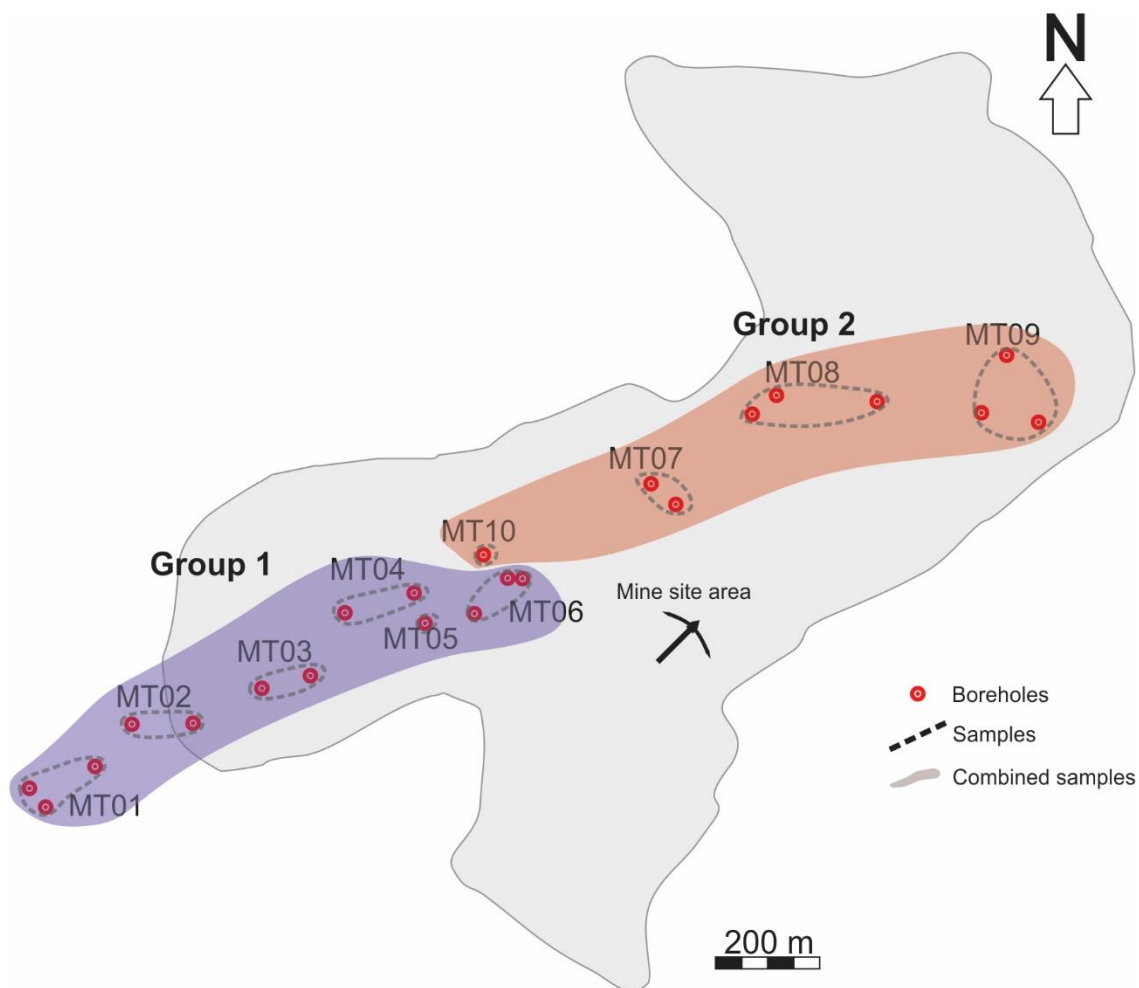 N
Group 2
MT09
MT08
MT07
MT10
Group 1
MT04
MT06
MT05
MT03
MT02
MT01
Mine site area
Boreholes
Samples
Combined samples
200 m